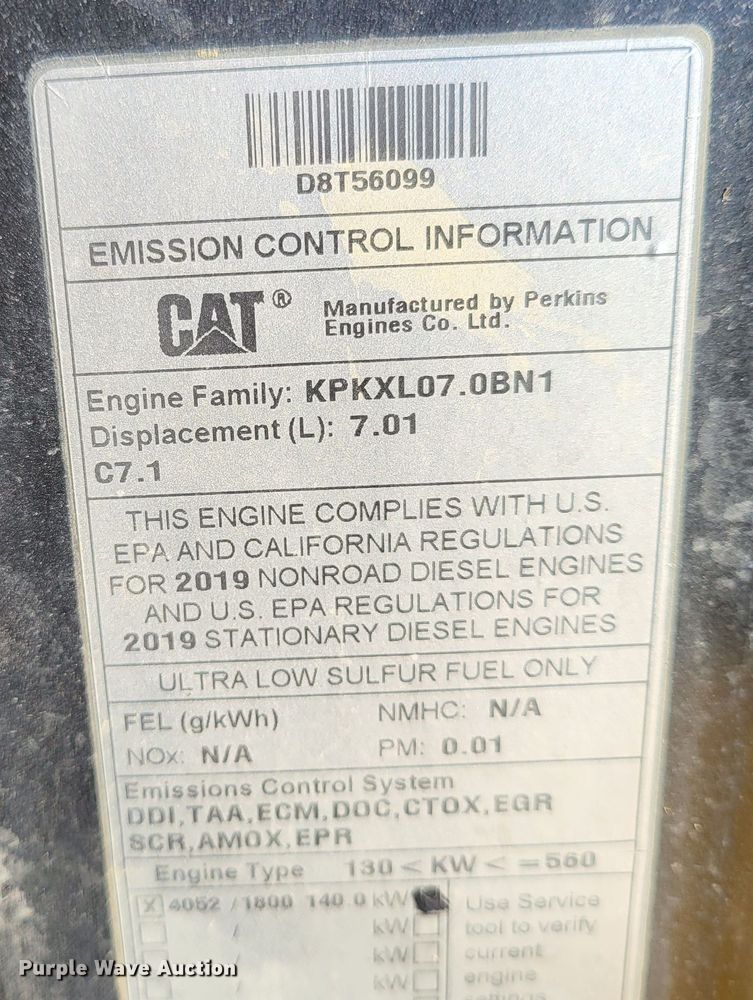 D8T56099
EMISSION CONTROL INFORMATION
CAT®
Manufactured by Perkins
Engines Co. Ltd.
Engine Family: KPKXL07.0BN1
Displacement (L): 7.01
C7.1
THIS ENGINE COMPLIES WITH U.S.
EPA AND CALIFORNIA REGULATIONS
FOR 2019 NONROAD DIESEL ENGINES
AND U.S. EPA REGULATIONS FOR
2019 STATIONARY DIESEL ENGINES
ULTRA LOW SULFUR FUEL ONLY
FEL (g/kWh) NMHC: N/A
NOx: N/A PM: 0.01
Emissions Control System
DDI,TAA,ECM,DOC,CTOX,EGR
SCR,AMOX,EPR
Engine Type 130 < KW < =560
X 4052 / 1800 140.0 kW Use Service
/ kW tool to verify
kW current
kW engine
Purple Wave Auction